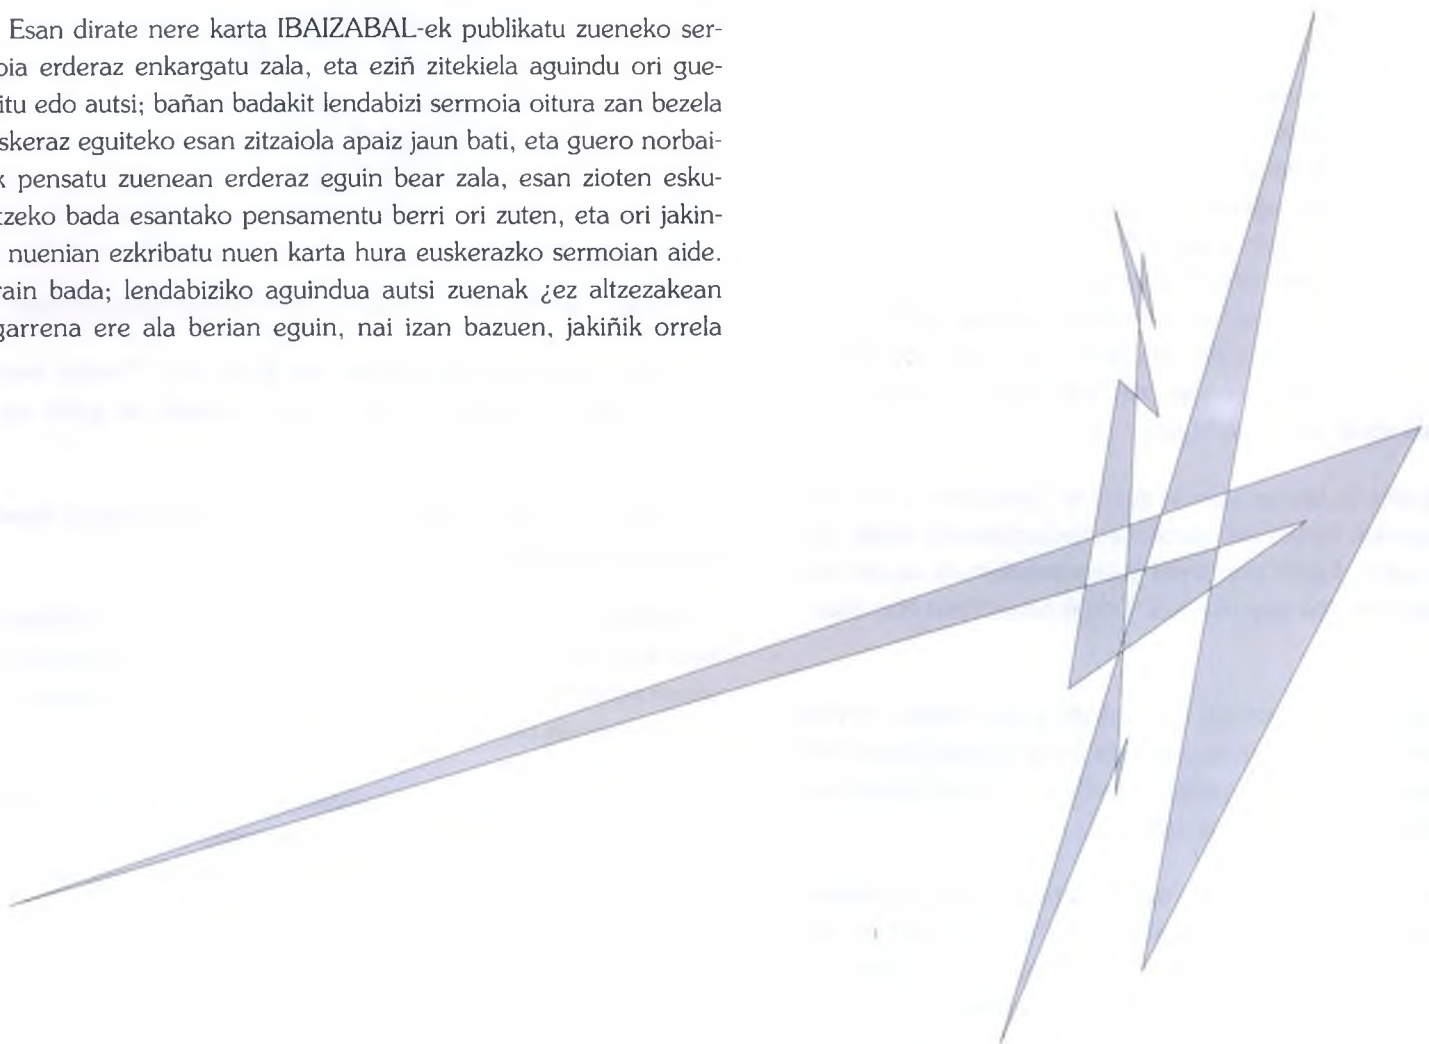 Esan dirate nere karta IBAIZABAL-ek publikatu zueneko ser-
oia erderaz enkargatu zala, eta eziñ zitekiela aguindu ori gue-
itu edo autsi; bañan badakit lendabizi sermoia oitura zan bezela
skeraz eguiteko esan zitzaiola apaiz jaun bati, eta guero norbai-
k pensatu zuenean erderaz eguin bear zala, esan zioten esku-
tzeko bada esantako pensamentu berri ori zuten, eta ori jakin-
nuenian ezkribatu nuen karta hura euskerazko sermoian aide.
rain bada; lendabiziko aguindua autsi zuenak ¿ez altzezakean
garrena ere ala berian eguin, nai izan bazuen, jakiñik orrela